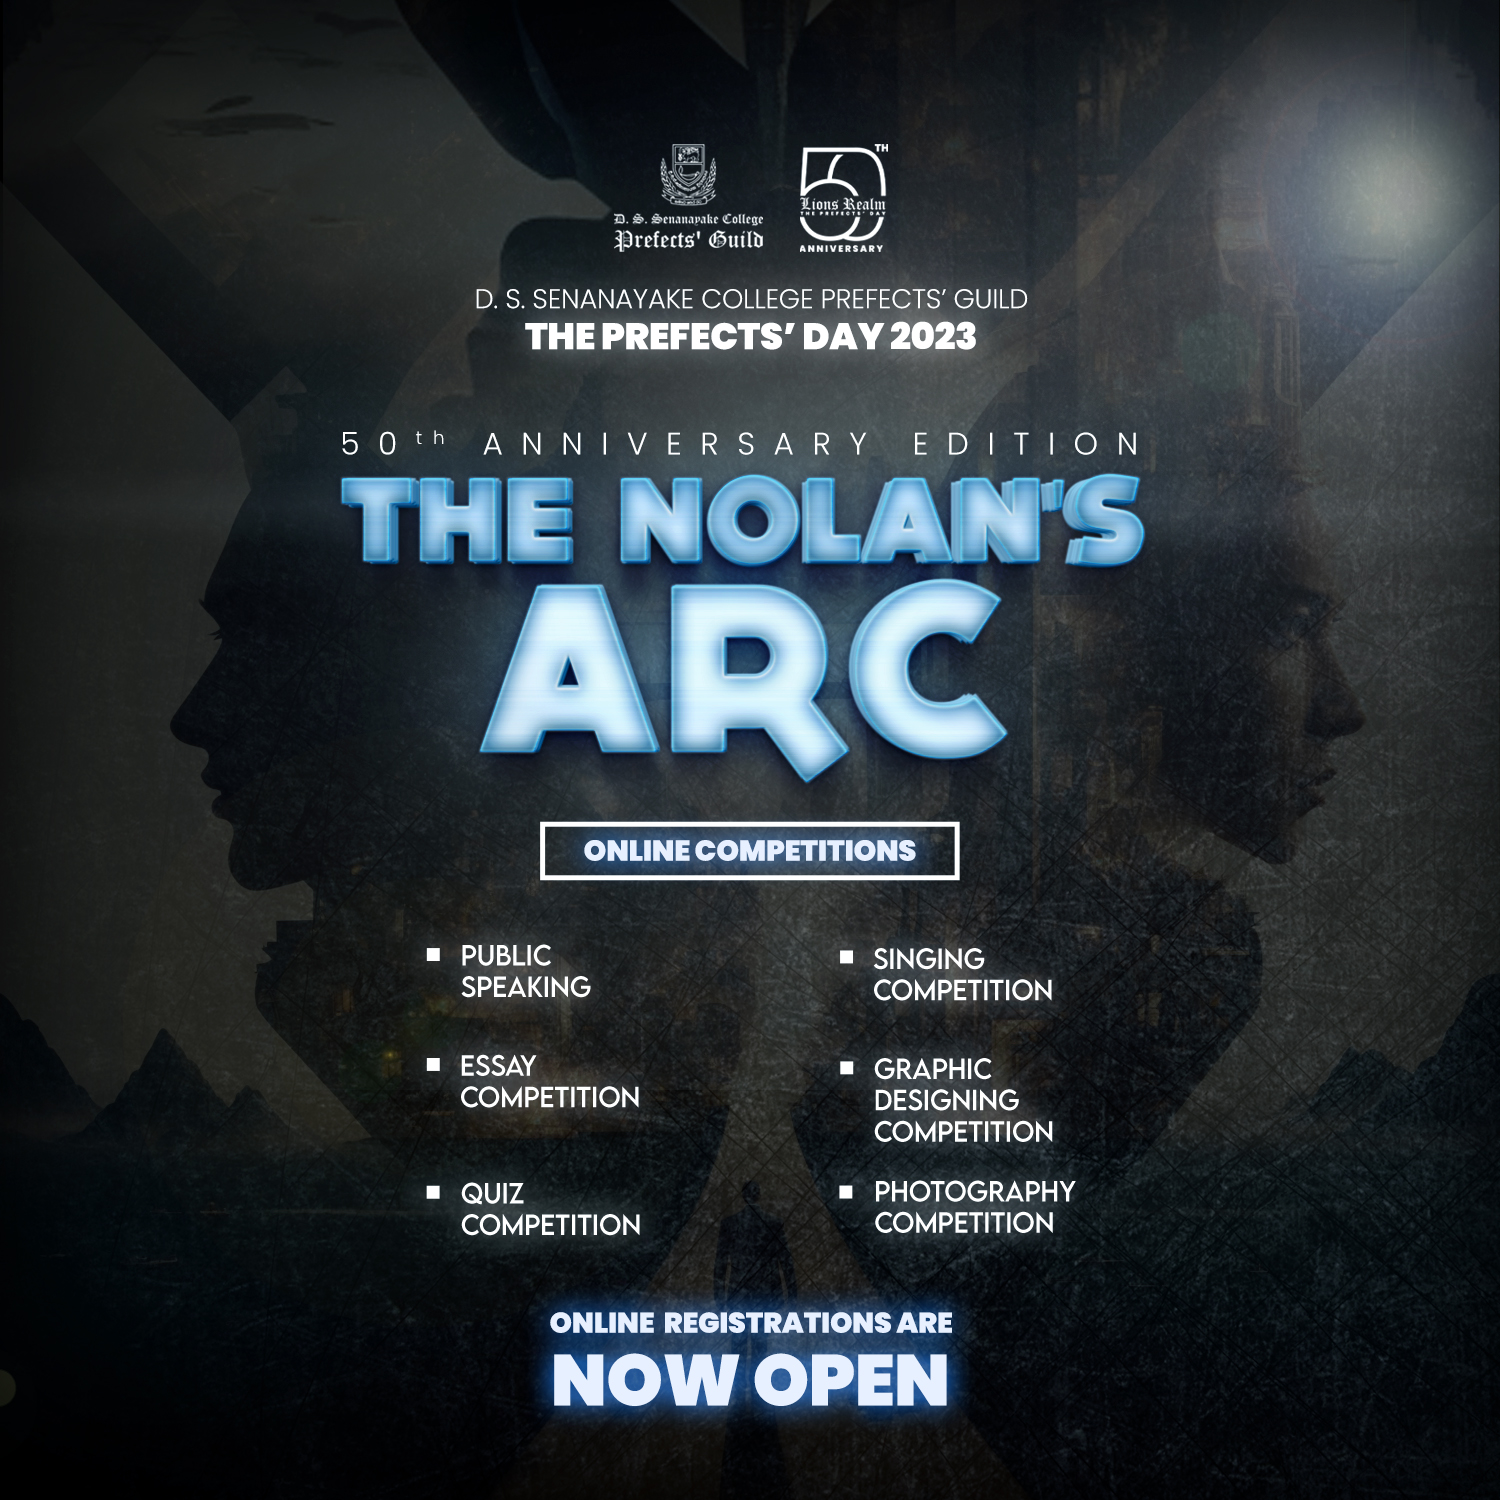 D. S. Senanayake College
Prefects' Guild
50TH
Lions Realm
THE PREFECTS' DAY
ANNIVERSARY
D. S. SENANAYAKE COLLEGE PREFECTS' GUILD
THE PREFECTS' DAY 2023
50th ANNIVERSARY EDITION
THE NOLAN'S
ARC
ONLINE COMPETITIONS
PUBLIC
SPEAKING
ESSAY
COMPETITION
QUIZ
COMPETITION
SINGING
COMPETITION
GRAPHIC
DESIGNING
COMPETITION
PHOTOGRAPHY
COMPETITION
ONLINE REGISTRATIONS ARE
NOW OPEN